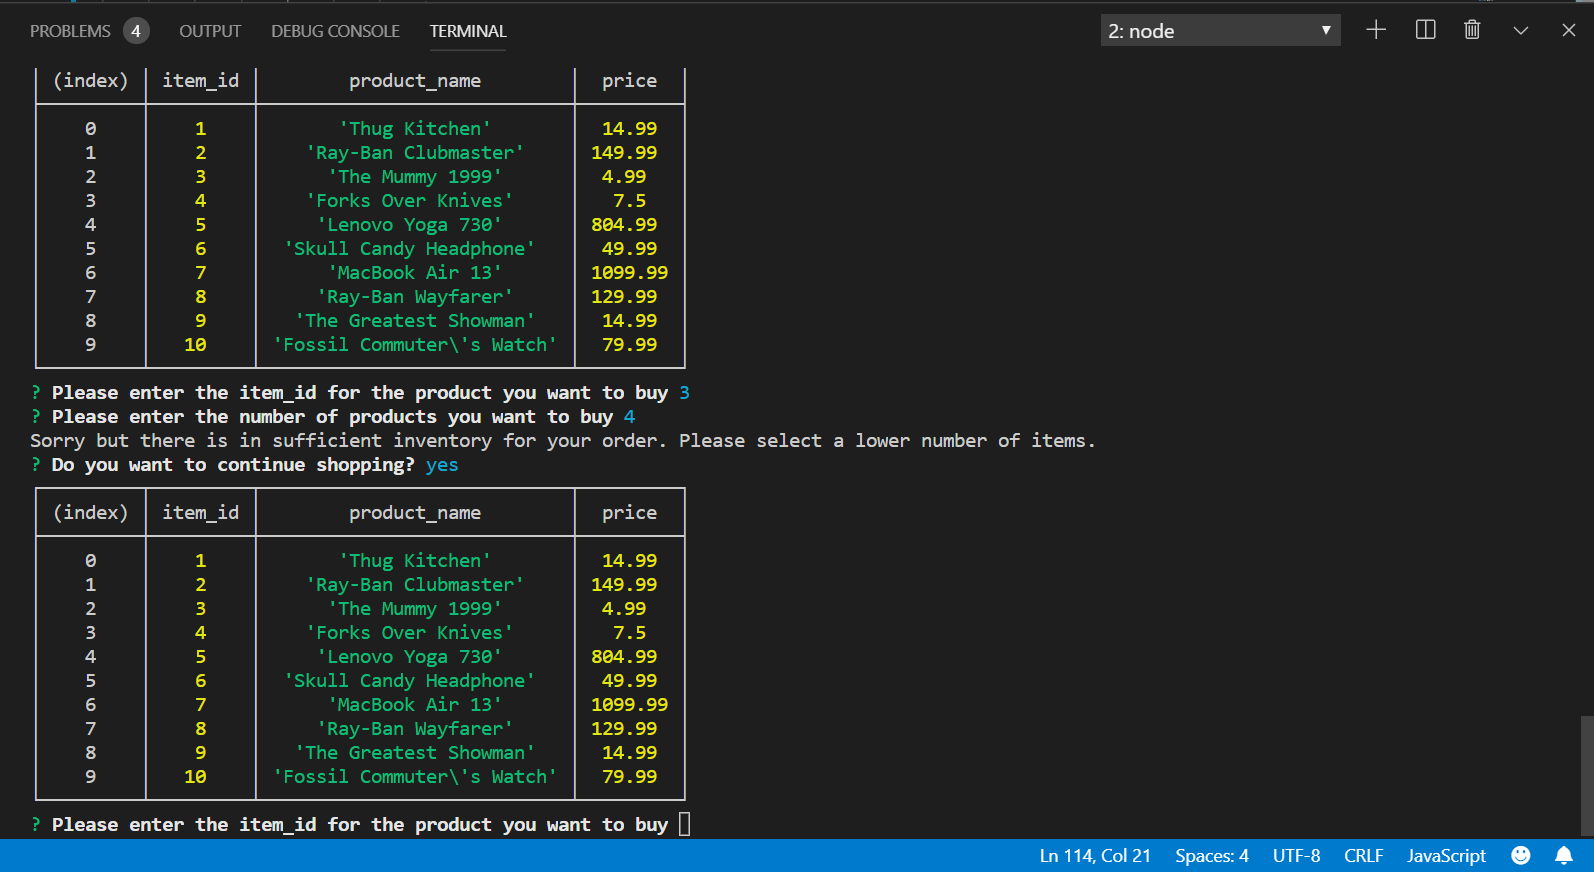 PROBLEMS 4 OUTPUT DEBUG CONSOLE TERMINAL 2: node
(index) item_id product_name price
0 1 'Thug Kitchen' 14.99
1 2 'Ray-Ban Clubmaster' 149.99
2 3 'The Mummy 1999' 4.99
3 4 'Forks Over Knives' 7.5
4 5 'Lenovo Yoga 730' 804.99
5 6 'Skull Candy Headphone' 49.99
6 7 'MacBook Air 13' 1099.99
7 8 'Ray-Ban Wayfarer' 129.99
8 9 'The Greatest Showman' 14.99
9 10 'Fossil Commuter\'s Watch' 79.99
? Please enter the item_id for the product you want to buy 3
? Please enter the number of products you want to buy 4
Sorry but there is in sufficient inventory for your order. Please select a lower number of items.
? Do you want to continue shopping? yes
(index) item_id product_name price
0 1 'Thug Kitchen' 14.99
1 2 'Ray-Ban Clubmaster' 149.99
2 3 'The Mummy 1999' 4.99
3 4 'Forks Over Knives' 7.5
4 5 'Lenovo Yoga 730' 804.99
5 6 'Skull Candy Headphone' 49.99
6 7 'MacBook Air 13' 1099.99
7 8 'Ray-Ban Wayfarer' 129.99
8 9 'The Greatest Showman' 14.99
9 10 'Fossil Commuter\'s Watch' 79.99
? Please enter the item_id for the product you want to buy
Ln 114, Col 21 Spaces: 4 UTF-8 CRLF JavaScript